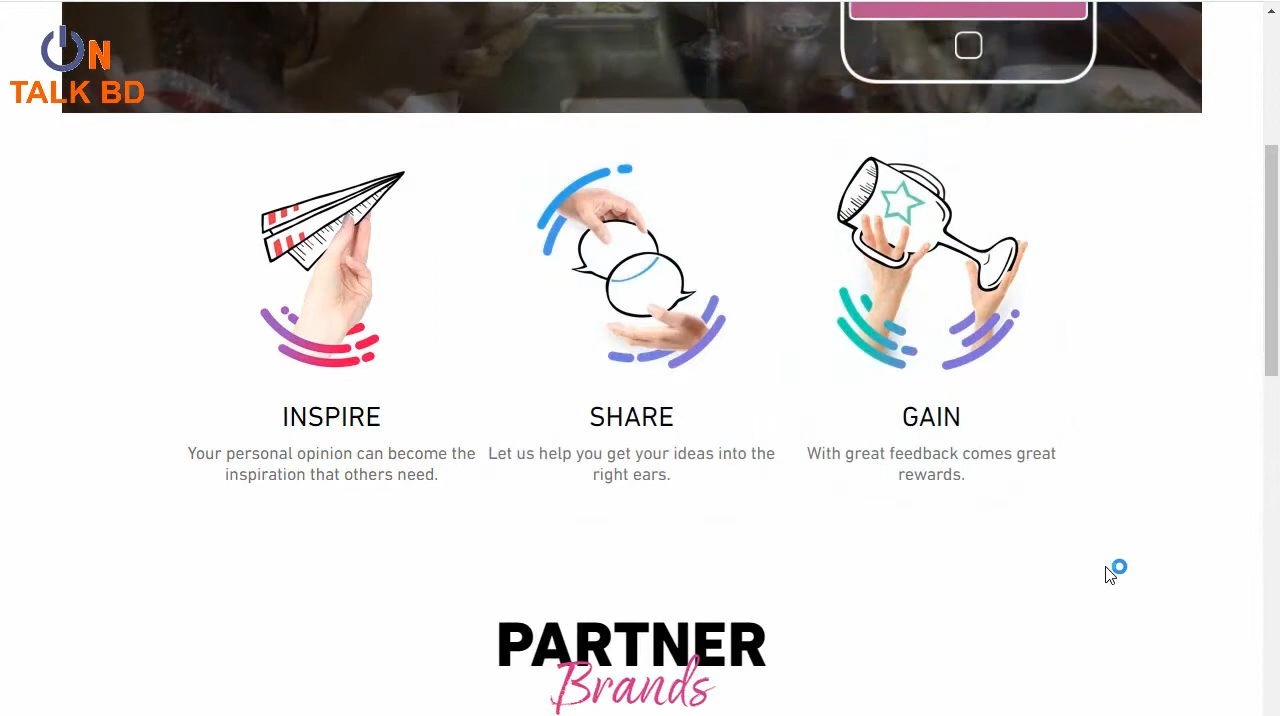 ON
TALK BD
INSPIRE
Your personal opinion can become the
inspiration that others need.
SHARE
Let us help you get your ideas into the
right ears.
GAIN
With great feedback comes great
rewards.
PARTNER
Brands